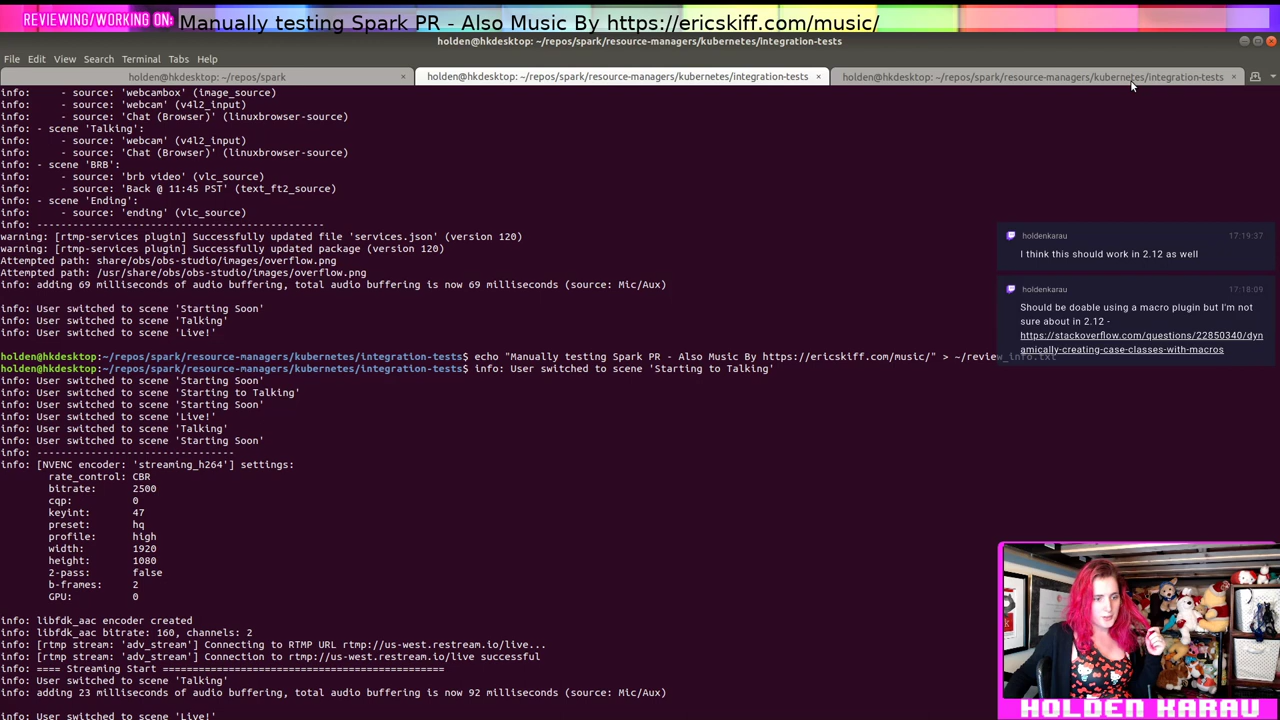 REVIEWING/WORKING ON: Manually testing Spark PR - Also Music By https://ericskiff.com/music/
holden@hkdesktop: ~/repos/spark/resource-managers/kubernetes/integration-tests
File Edit View Search Terminal Tabs Help
holden@hkdesktop: ~/repos/spark × holden@hkdesktop: ~/repos/spark/resource-managers/kubernetes/integration-tests × holden@hkdesktop: ~/repos/spark/resource-managers/kubernetes/integration-tests ×
info:     - source: 'webcambox' (image_source)
info:     - source: 'webcam' (v4l2_input)
info:     - source: 'Chat (Browser)' (linuxbrowser-source)
info: - scene 'Talking':
info:     - source: 'webcam' (v4l2_input)
info:     - source: 'Chat (Browser)' (linuxbrowser-source)
info: - scene 'BRB':
info:     - source: 'brb video' (vlc_source)
info:     - source: 'Back @ 11:45 PST' (text_ft2_source)
info: - scene 'Ending':
info:     - source: 'ending' (vlc_source)
info: ------------------------------------------------
warning: [rtmp-services plugin] Successfully updated file 'services.json' (version 120)
warning: [rtmp-services plugin] Successfully updated package (version 120)
Attempted path: share/obs/obs-studio/images/overflow.png
Attempted path: /usr/share/obs/obs-studio/images/overflow.png
info: adding 69 milliseconds of audio buffering, total audio buffering is now 69 milliseconds (source: Mic/Aux)
info: User switched to scene 'Starting Soon'
info: User switched to scene 'Talking'
info: User switched to scene 'Live!'
holden@hkdesktop:~/repos/spark/resource-managers/kubernetes/integration-tests$ echo "Manually testing Spark PR - Also Music By https://ericskiff.com/music/" > ~/review_info.txt
holden@hkdesktop:~/repos/spark/resource-managers/kubernetes/integration-tests$ info: User switched to scene 'Starting to Talking'
info: User switched to scene 'Starting Soon'
info: User switched to scene 'Starting to Talking'
info: User switched to scene 'Starting Soon'
info: User switched to scene 'Live!'
info: User switched to scene 'Talking'
info: User switched to scene 'Starting Soon'
info: ---------------------------------
info: [NVENC encoder: 'streaming_h264'] settings:
rate_control: CBR
bitrate:      2500
cqp:          0
keyint:       47
preset:       hq
profile:      high
width:        1920
height:       1080
2-pass:       false
b-frames:     2
GPU:          0
info: libfdk_aac encoder created
info: libfdk_aac bitrate: 160, channels: 2
info: [rtmp stream: 'adv_stream'] Connecting to RTMP URL rtmp://us-west.restream.io/live...
info: [rtmp stream: 'adv_stream'] Connection to rtmp://us-west.restream.io/live successful
info: ==== Streaming Start ===============================================
info: User switched to scene 'Talking'
info: adding 23 milliseconds of audio buffering, total audio buffering is now 92 milliseconds (source: Mic/Aux)
info: User switched to scene 'Live!'
holdenkarau 17:19:37
I think this should work in 2.12 as well
holdenkarau 17:18:09
Should be doable using a macro plugin but I'm not
sure about in 2.12 -
https://stackoverflow.com/questions/22850340/dyn
amically-creating-case-classes-with-macros
HOLDEN KARAU